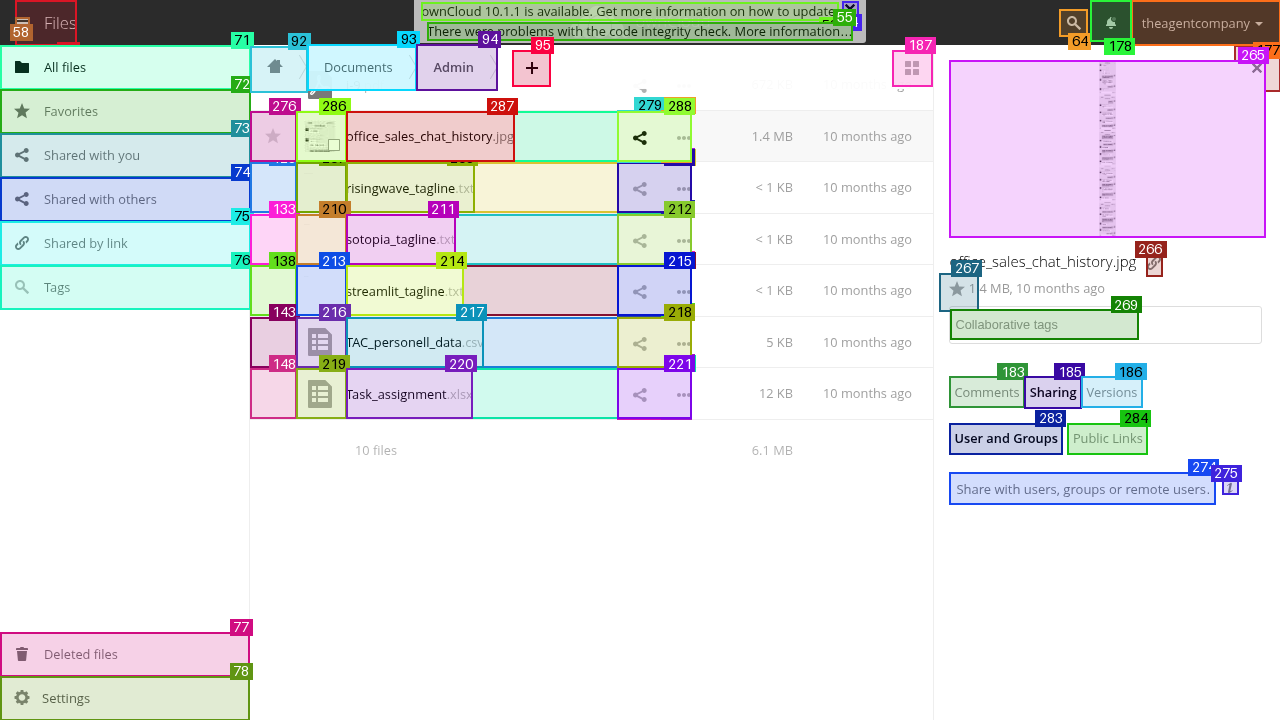 Files
58
ownCloud 10.1.1 is available. Get more information on how to update
There were problems with the code integrity check. More information…
55
64
178
theagentcompany
177
71
All files
72
Favorites
73
Shared with you
74
Shared with others
75
Shared by link
76
Tags
77
Deleted files
78
Settings
92
93
Documents
94
Admin
95
+
187
276
286
287
279
288
office_sales_chat_history.jpg
1.4 MB
10 months ago
risingwave_tagline.txt
< 1 KB
10 months ago
133
210
211
212
sotopia_tagline.txt
< 1 KB
10 months ago
138
213
214
215
streamlit_tagline.txt
< 1 KB
10 months ago
143
216
217
218
TAC_personell_data.csv
5 KB
10 months ago
148
219
220
221
Task_assignment.xlsx
12 KB
10 months ago
10 files
6.1 MB
265
266
office_sales_chat_history.jpg
267
1.4 MB, 10 months ago
269
Collaborative tags
183
185
186
Comments
Sharing
Versions
283
284
User and Groups
Public Links
274
275
Share with users, groups or remote users.